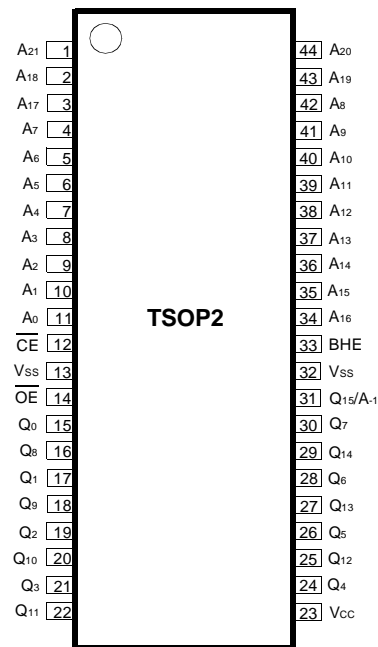 A21 1 44 A20
A18 2 43 A19
A17 3 42 A8
A7 4 41 A9
A6 5 40 A10
A5 6 39 A11
A4 7 38 A12
A3 8 37 A13
A2 9 36 A14
A1 10 35 A15
A0 11 TSOP2 34 A16
CE 12 33 BHE
VSS 13 32 VSS
OE 14 31 Q15/A-1
Q0 15 30 Q7
Q8 16 29 Q14
Q1 17 28 Q6
Q9 18 27 Q13
Q2 19 26 Q5
Q10 20 25 Q12
Q3 21 24 Q4
Q11 22 23 VCC